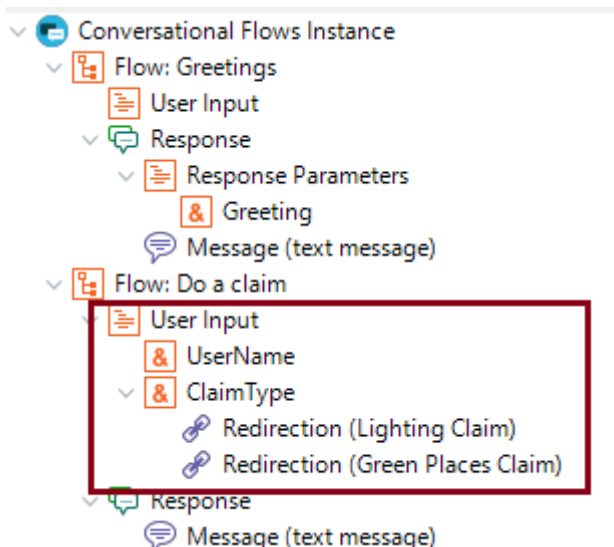 Conversational Flows Instance
Flow: Greetings
User Input
Response
Response Parameters
& Greeting
Message (text message)
Flow: Do a claim
User Input
& UserName
& ClaimType
Redirection (Lighting Claim)
Redirection (Green Places Claim)
Response
Message (text message)